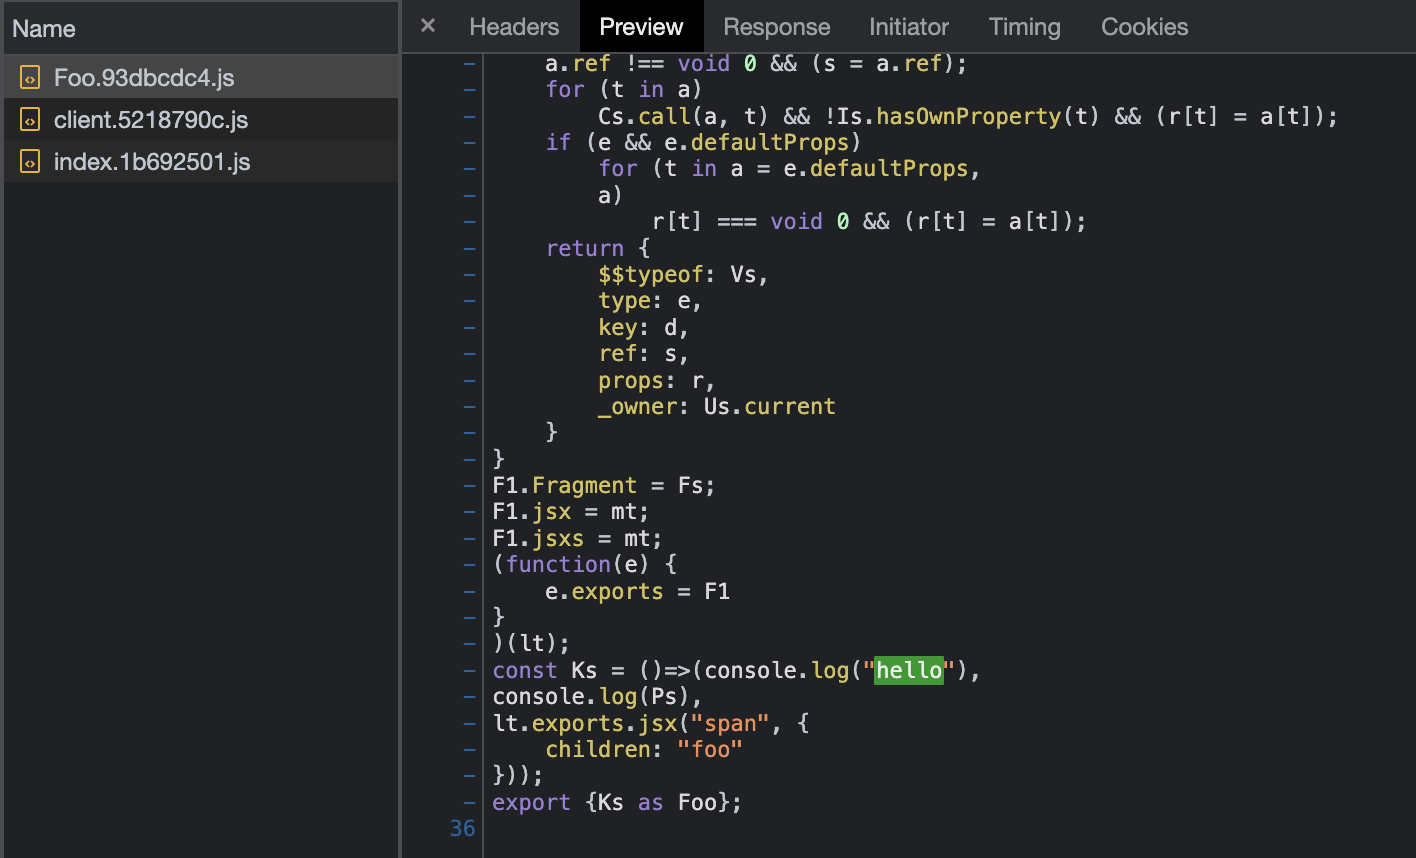 Name
× Headers Preview Response Initiator Timing Cookies
Foo.93dbcdc4.js
client.5218790c.js
index.1b692501.js
- a.ref !== void 0 && (s = a.ref);
- for (t in a)
- Cs.call(a, t) && !Is.hasOwnProperty(t) && (r[t] = a[t]);
- if (e && e.defaultProps)
- for (t in a = e.defaultProps,
- a)
- r[t] === void 0 && (r[t] = a[t]);
- return {
- $$typeof: Vs,
- type: e,
- key: d,
- ref: s,
- props: r,
- _owner: Us.current
- }
- }
- F1.Fragment = Fs;
- F1.jsx = mt;
- F1.jsxs = mt;
- (function(e) {
- e.exports = F1
- }
- )(lt);
- const Ks = ()=>(console.log("hello"),
- console.log(Ps),
- lt.exports.jsx("span", {
- children: "foo"
- }));
- export {Ks as Foo};
36